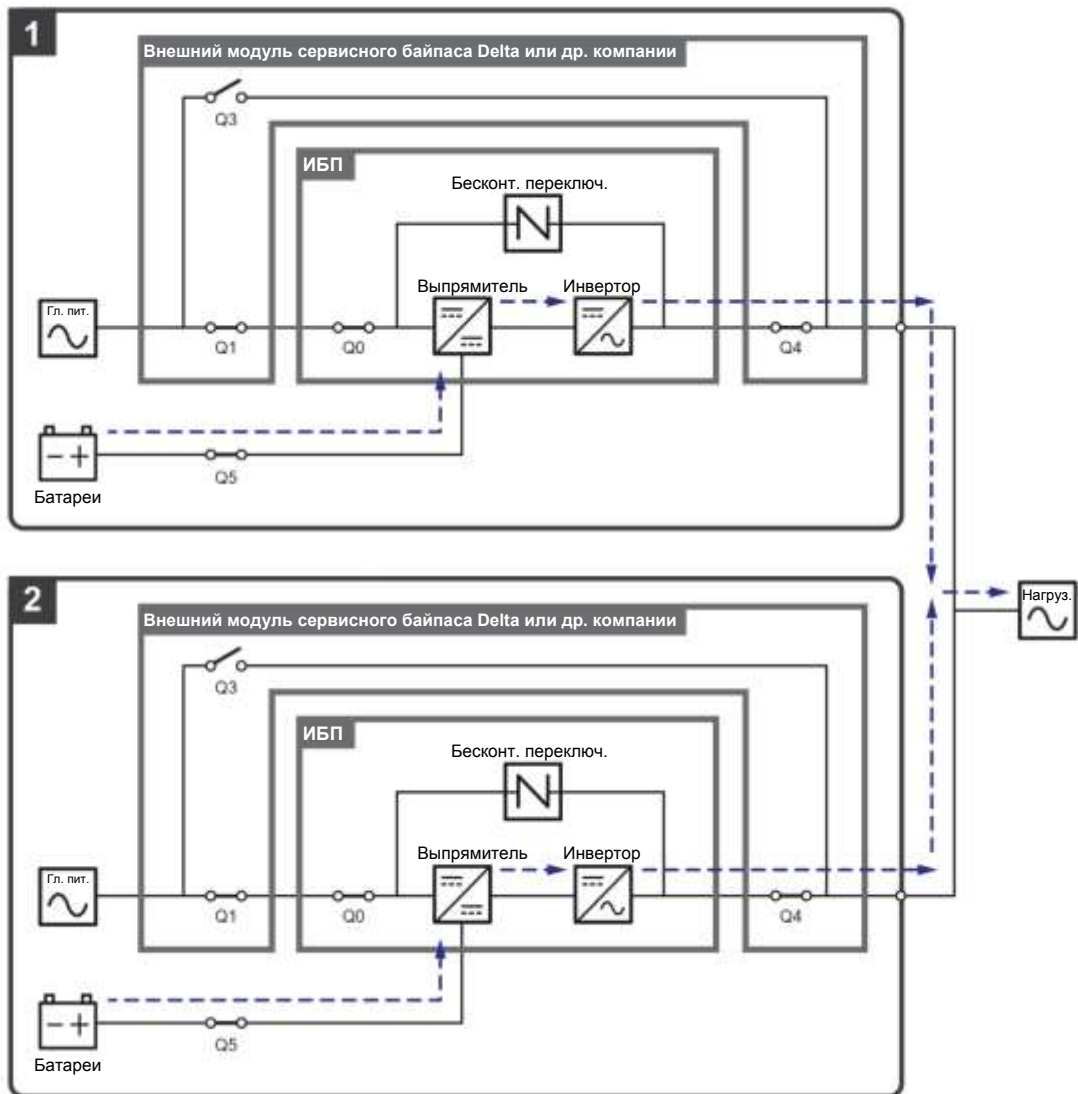 1
Внешний модуль сервисного байпаса Delta или др. компании
Q3
ИБП
Бесконт. переключ.
Выпрямитель
Инвертор
Гл. пит.
Q1
Q0
Q4
Q5
Батареи
2
Внешний модуль сервисного байпаса Delta или др. компании
Нагруз.
Q3
ИБП
Бесконт. переключ.
Выпрямитель
Инвертор
Гл. пит.
Q1
Q0
Q4
Q5
Батареи